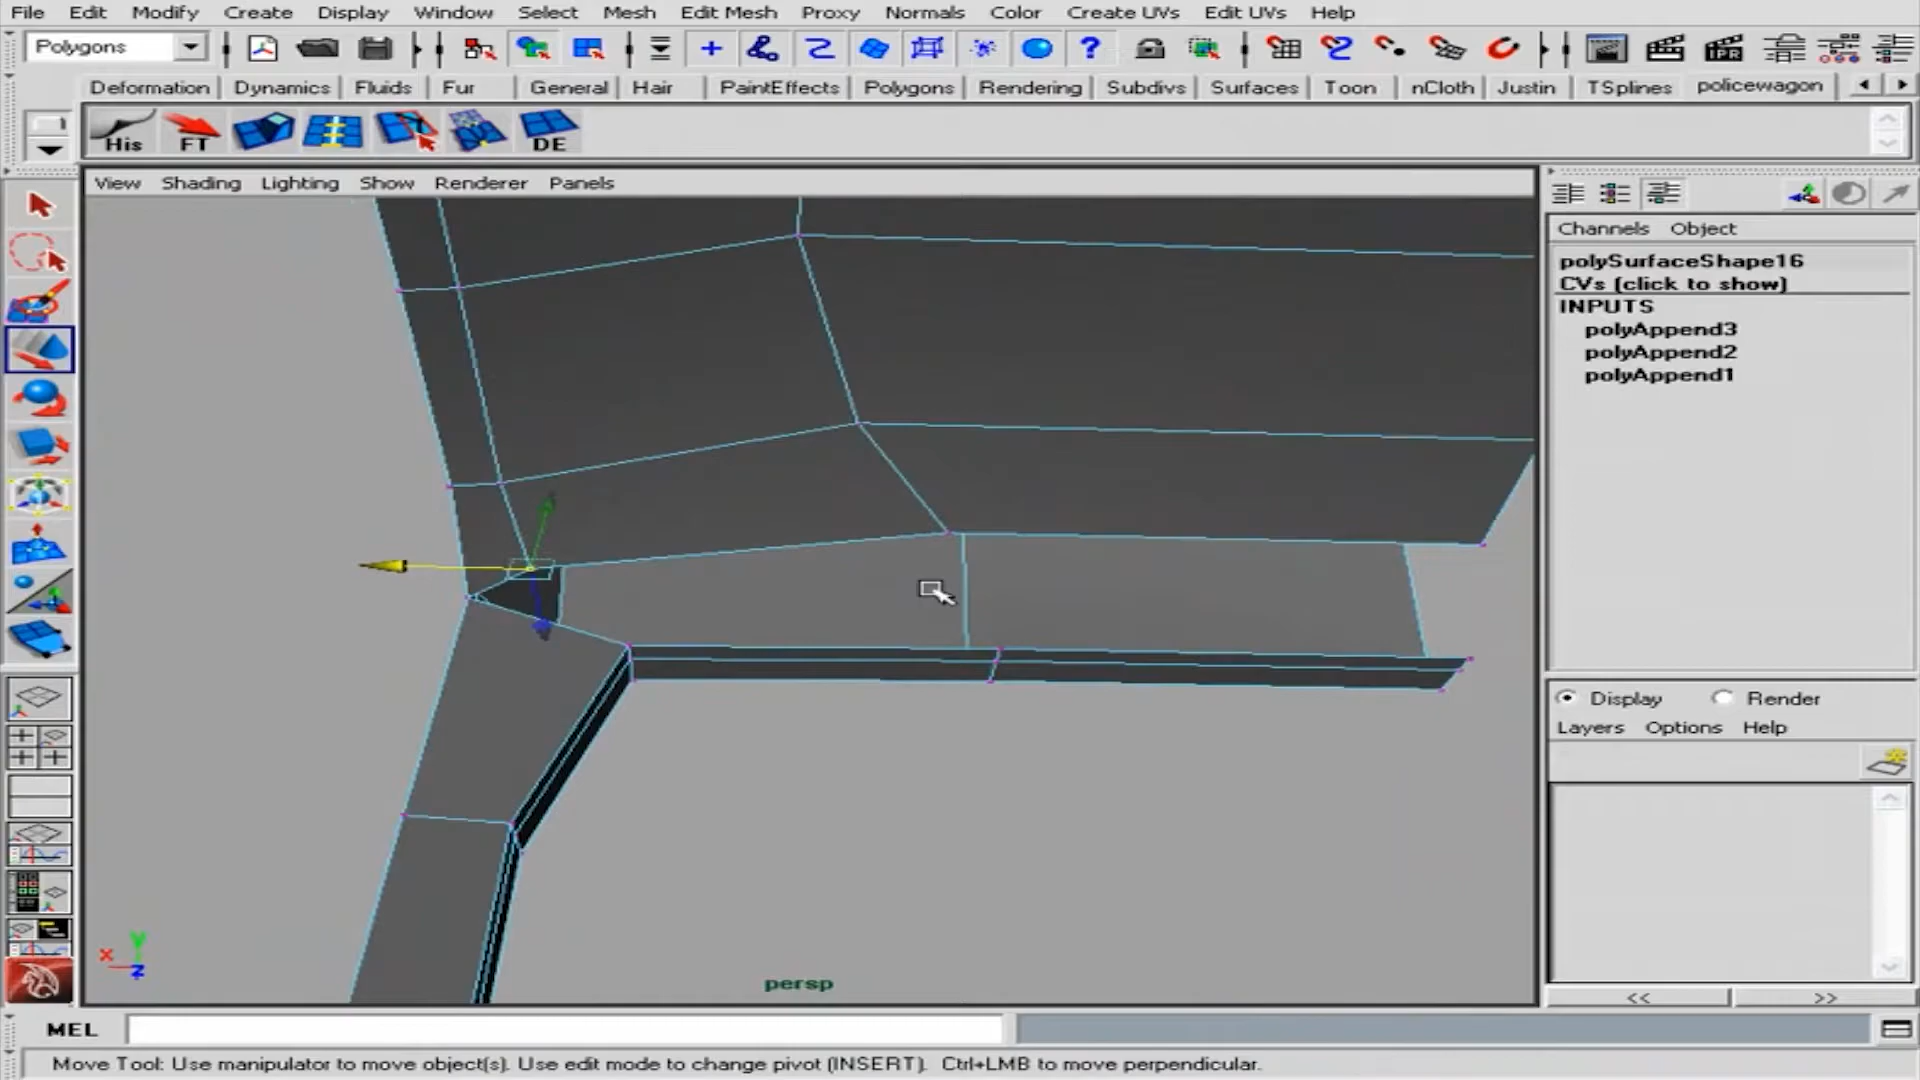 File Edit Modify Create Display Window Select Mesh Edit Mesh Proxy Normals Color Create UVs Edit UVs Help
Polygons
IPR
Deformation Dynamics Fluids Fur General Hair PaintEffects Polygons Rendering Subdivs Surfaces Toon nCloth Justin TSplines policewagon
His FT DE
View Shading Lighting Show Renderer Panels
Channels Object
polySurfaceShape16
CVs (click to show)
INPUTS
polyAppend3
polyAppend2
polyAppend1
Display Render
Layers Options Help
y
x
z
persp
<< >>
MEL
Move Tool: Use manipulator to move object(s). Use edit mode to change pivot (INSERT). Ctrl+LMB to move perpendicular.